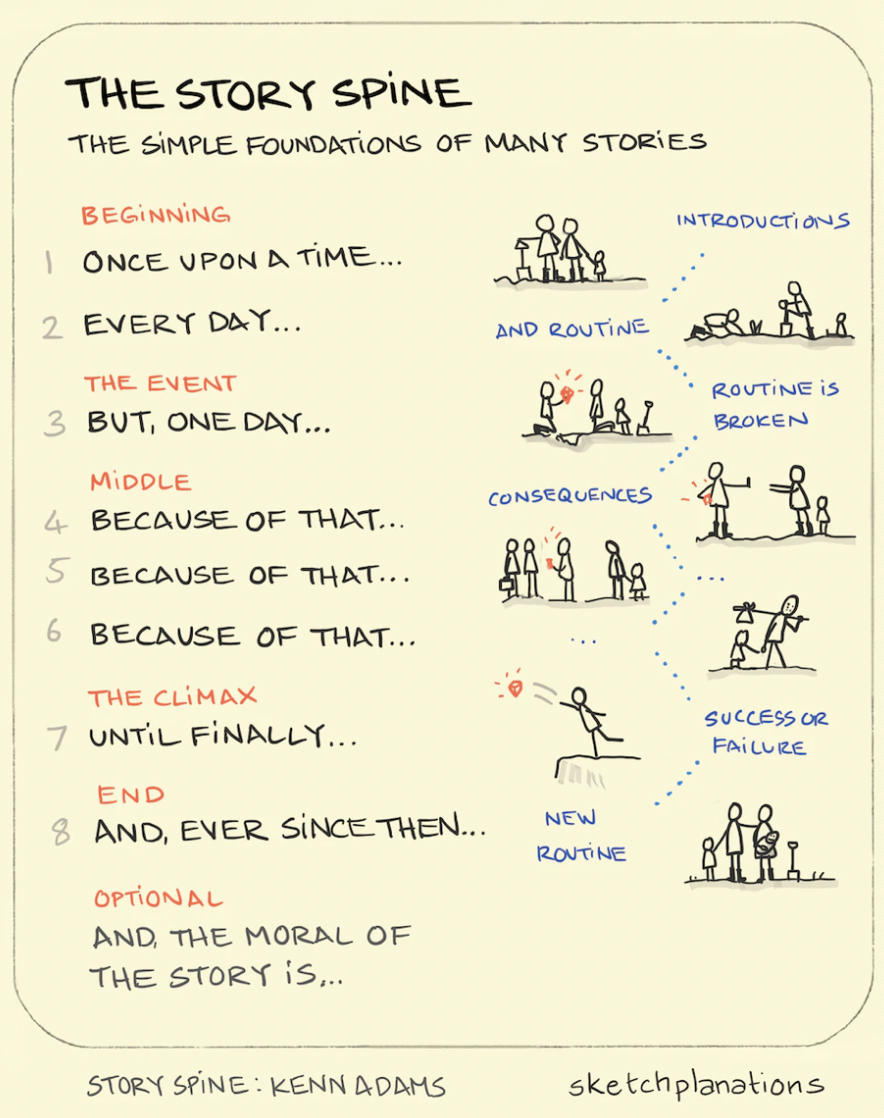 THE STORY SPINE
THE SIMPLE FOUNDATIONS OF MANY STORIES
BEGINNING
1 ONCE UPON A TIME...
2 EVERY DAY...
THE EVENT
3 BUT, ONE DAY...
MIDDLE
4 BECAUSE OF THAT...
5 BECAUSE OF THAT...
6 BECAUSE OF THAT...
THE CLIMAX
7 UNTIL FINALLY...
END
8 AND, EVER SINCE THEN...
OPTIONAL
AND, THE MORAL OF
THE STORY IS,..
INTRODUCTIONS
AND ROUTINE
ROUTINE IS
BROKEN
CONSEQUENCES
...
...
SUCCESS OR
FAILURE
NEW
ROUTINE
STORY SPINE: KENN ADAMS
sketchplanations